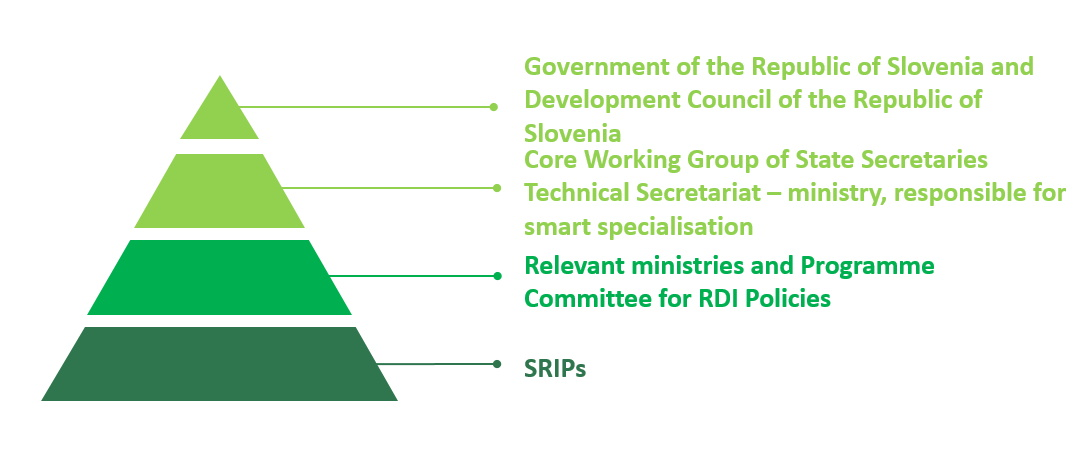 Government of the Republic of Slovenia and
Development Council of the Republic of
Slovenia
Core Working Group of State Secretaries
Technical Secretariat – ministry, responsible for
smart specialisation
Relevant ministries and Programme
Committee for RDI Policies
SRIPs